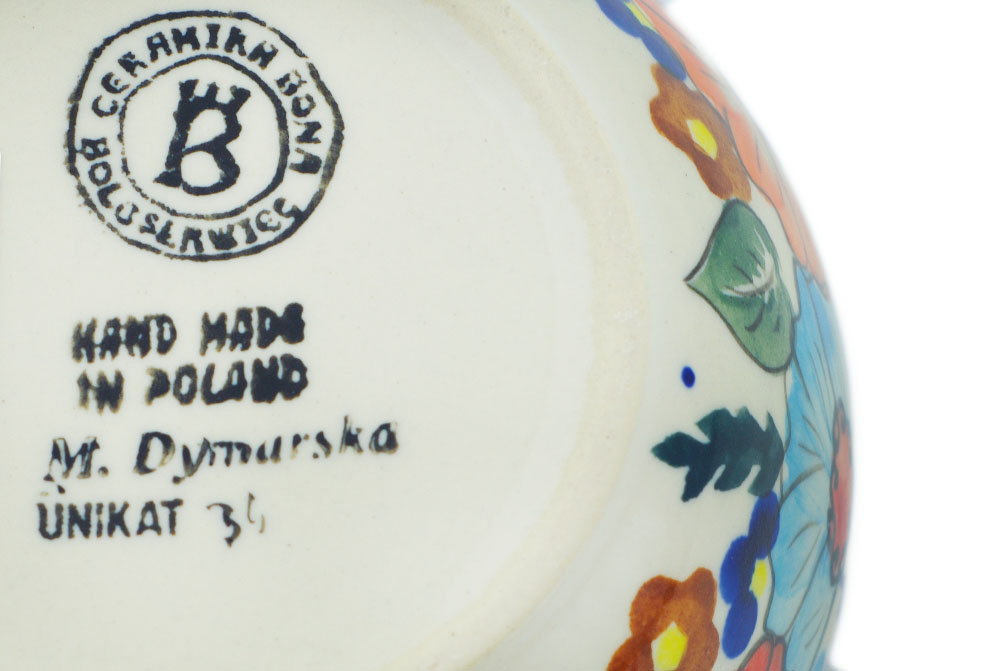 CERAMIKA BONA
BOLESŁAWIEC
B
HAND MADE
IN POLAND
M. Dymarska
UNIKAT